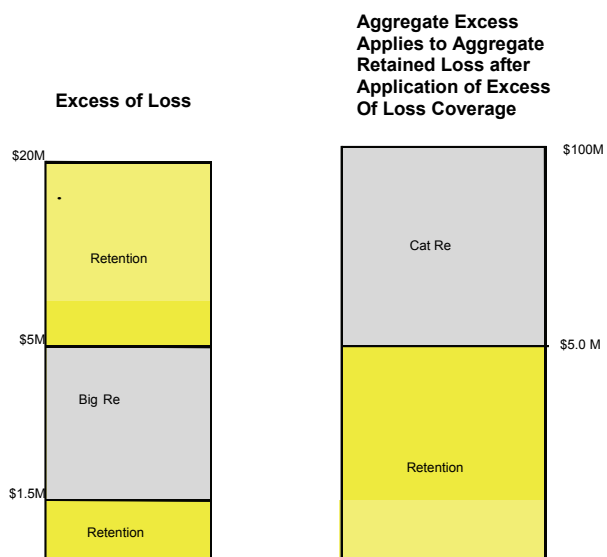 Excess of Loss
$20M
Retention
$5M
Big Re
$1.5M
Retention
Aggregate Excess
Applies to Aggregate
Retained Loss after
Application of Excess
Of Loss Coverage
$100M
Cat Re
$5.0 M
Retention